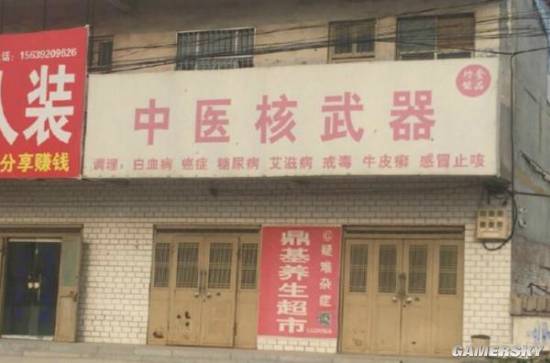 话：15639209826
人装
分享赚钱
中医核武器
调理：白血病 癌症 糖尿病 艾滋病 戒毒 牛皮癣 感冒止咳
疑难杂症
鼎基养生超市
GAMERSKY